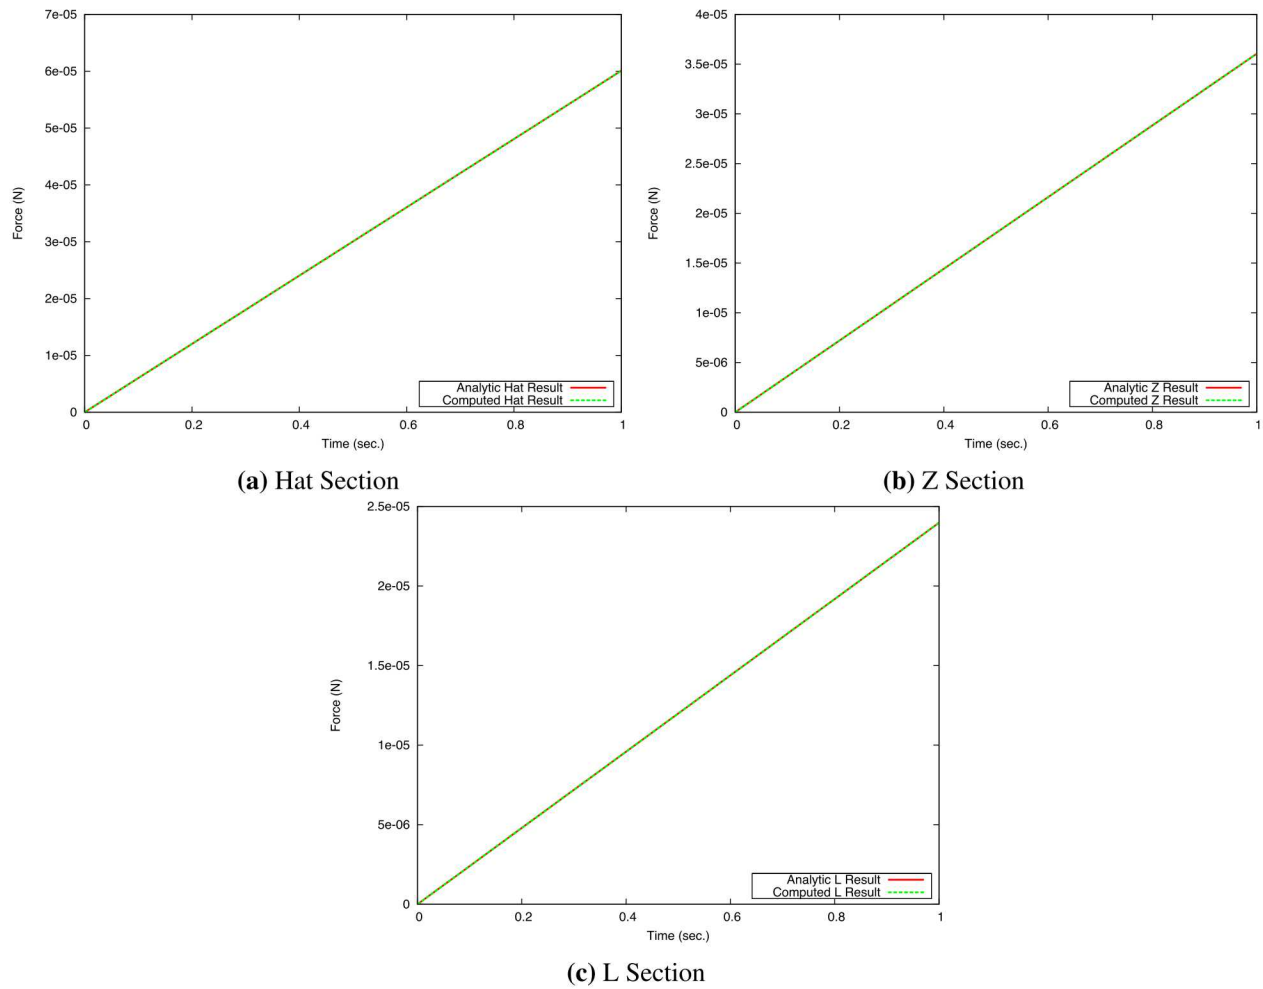 7e-05
6e-05
5e-05
4e-05
3e-05
2e-05
1e-05
0
Force (N)
Analytic Hat Result
Computed Hat Result
0 0.2 0.4 0.6 0.8 1
Time (sec.)
(a) Hat Section
4e-05
3.5e-05
3e-05
2.5e-05
2e-05
1.5e-05
1e-05
5e-06
0
Force (N)
Analytic Z Result
Computed Z Result
0 0.2 0.4 0.6 0.8 1
Time (sec.)
(b) Z Section
2.5e-05
2e-05
1.5e-05
1e-05
5e-06
0
Force (N)
Analytic L Result
Computed L Result
0 0.2 0.4 0.6 0.8 1
Time (sec.)
(c) L Section